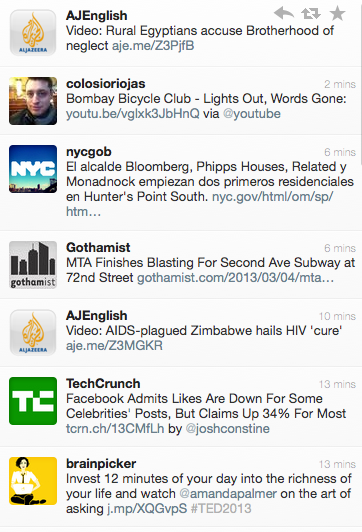 AJEnglish
Video: Rural Egyptians accuse Brotherhood of
neglect aje.me/Z3PjfB
ALJAZEERA
colosioriojas 2 mins
Bombay Bicycle Club - Lights Out, Words Gone:
youtu.be/vglxk3JbHnQ via @youtube
nycgob 6 mins
NYC
El alcalde Bloomberg, Phipps Houses, Related y
Monadnock empiezan dos primeros residenciales
en Hunter's Point South. nyc.gov/html/om/sp/
htm…
Gothamist 6 mins
MTA Finishes Blasting For Second Ave Subway at
72nd Street gothamist.com/2013/03/04/mta…
gothamist
AJEnglish 10 mins
Video: AIDS-plagued Zimbabwe hails HIV 'cure'
aje.me/Z3MGKR
ALJAZEERA
TechCrunch 13 mins
TC
Facebook Admits Likes Are Down For Some
Celebrities' Posts, But Claims Up 34% For Most
tcrn.ch/13CMfLh by @joshconstine
brainpicker 13 mins
Invest 12 minutes of your day into the richness of
your life and watch @amandapalmer on the art of
asking j.mp/XQGvpS #TED2013